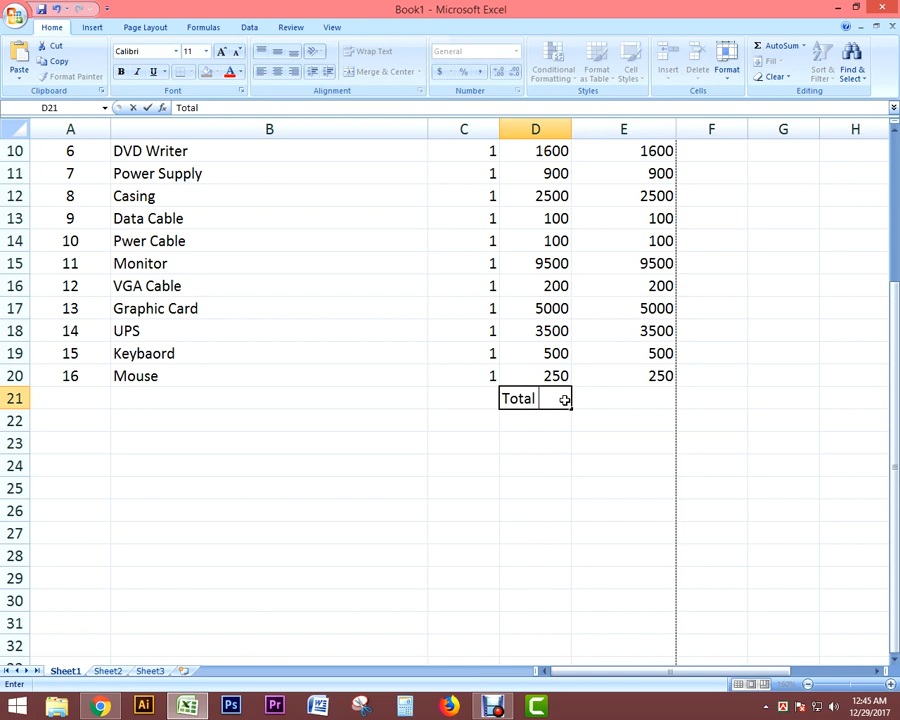 Book1 - Microsoft Excel
Home Insert Page Layout Formulas Data Review View
Paste Cut Copy Format Painter Clipboard
Calibri 11 A A B I U A Font
Wrap Text Merge & Center Alignment
General $ % , Number
Conditional Formatting Format as Table Cell Styles Styles
Insert Delete Format Cells
Σ AutoSum Fill Clear Sort & Filter Find & Select Editing
D21 fx Total
A B C D E F G H
10 6 DVD Writer 1 1600 1600
11 7 Power Supply 1 900 900
12 8 Casing 1 2500 2500
13 9 Data Cable 1 100 100
14 10 Pwer Cable 1 100 100
15 11 Monitor 1 9500 9500
16 12 VGA Cable 1 200 200
17 13 Graphic Card 1 5000 5000
18 14 UPS 1 3500 3500
19 15 Keybaord 1 500 500
20 16 Mouse 1 250 250
21 Total
22
23
24
25
26
27
28
29
30
31
32
Sheet1 Sheet2 Sheet3
Enter
Ai Ps Pr W C
12:45 AM
12/29/2017